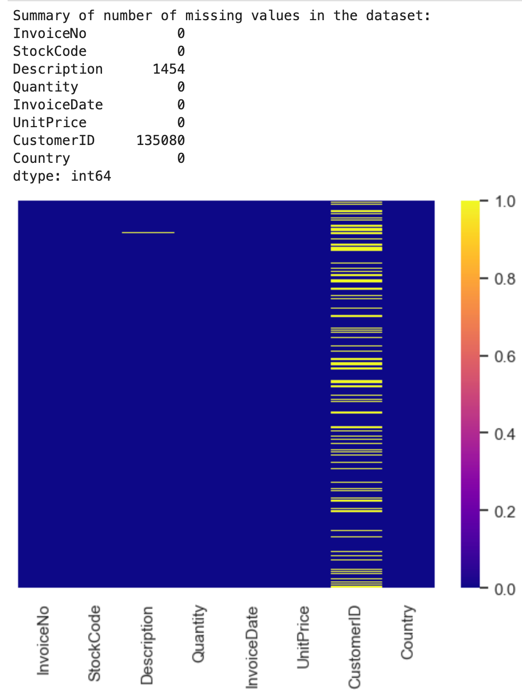 Summary of number of missing values in the dataset:
InvoiceNo 0
StockCode 0
Description 1454
Quantity 0
InvoiceDate 0
UnitPrice 0
CustomerID 135080
Country 0
dtype: int64
1.0
0.8
0.6
0.4
0.2
0.0
InvoiceNo
StockCode
Description
Quantity
InvoiceDate
UnitPrice
CustomerID
Country